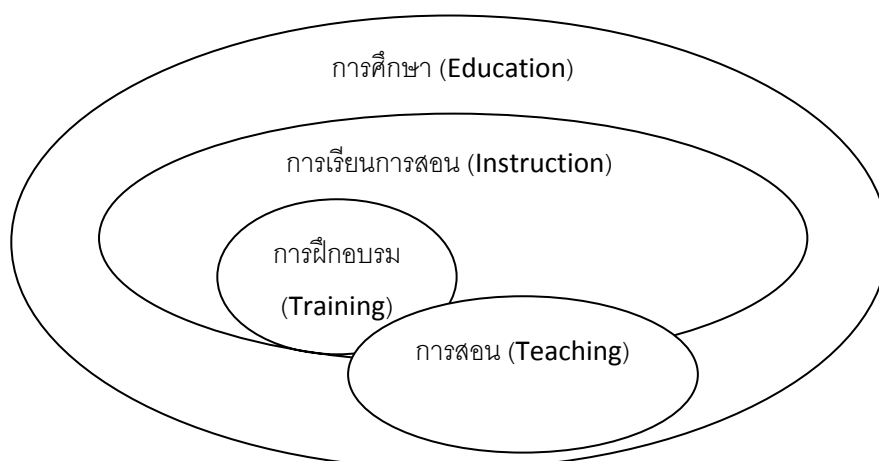 การศึกษา (Education)
การเรียนการสอน (Instruction)
การฝึกอบรม
(Training)
การสอน (Teaching)